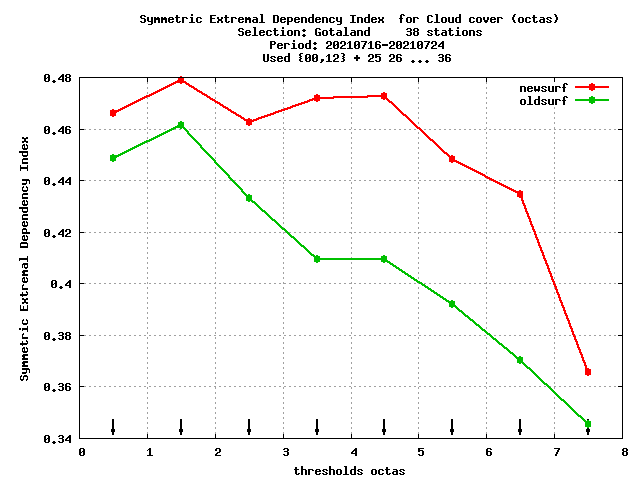 Symmetric Extremal Dependency Index  for Cloud cover (octas)
Selection: Gotaland     38 stations
Period: 20210716-20210724
Used {00,12} + 25 26 ... 36
newsurf
oldsurf
Symmetric Extremal Dependency Index
0.48
0.46
0.44
0.42
0.4
0.38
0.36
0.34
0 1 2 3 4 5 6 7 8
thresholds octas